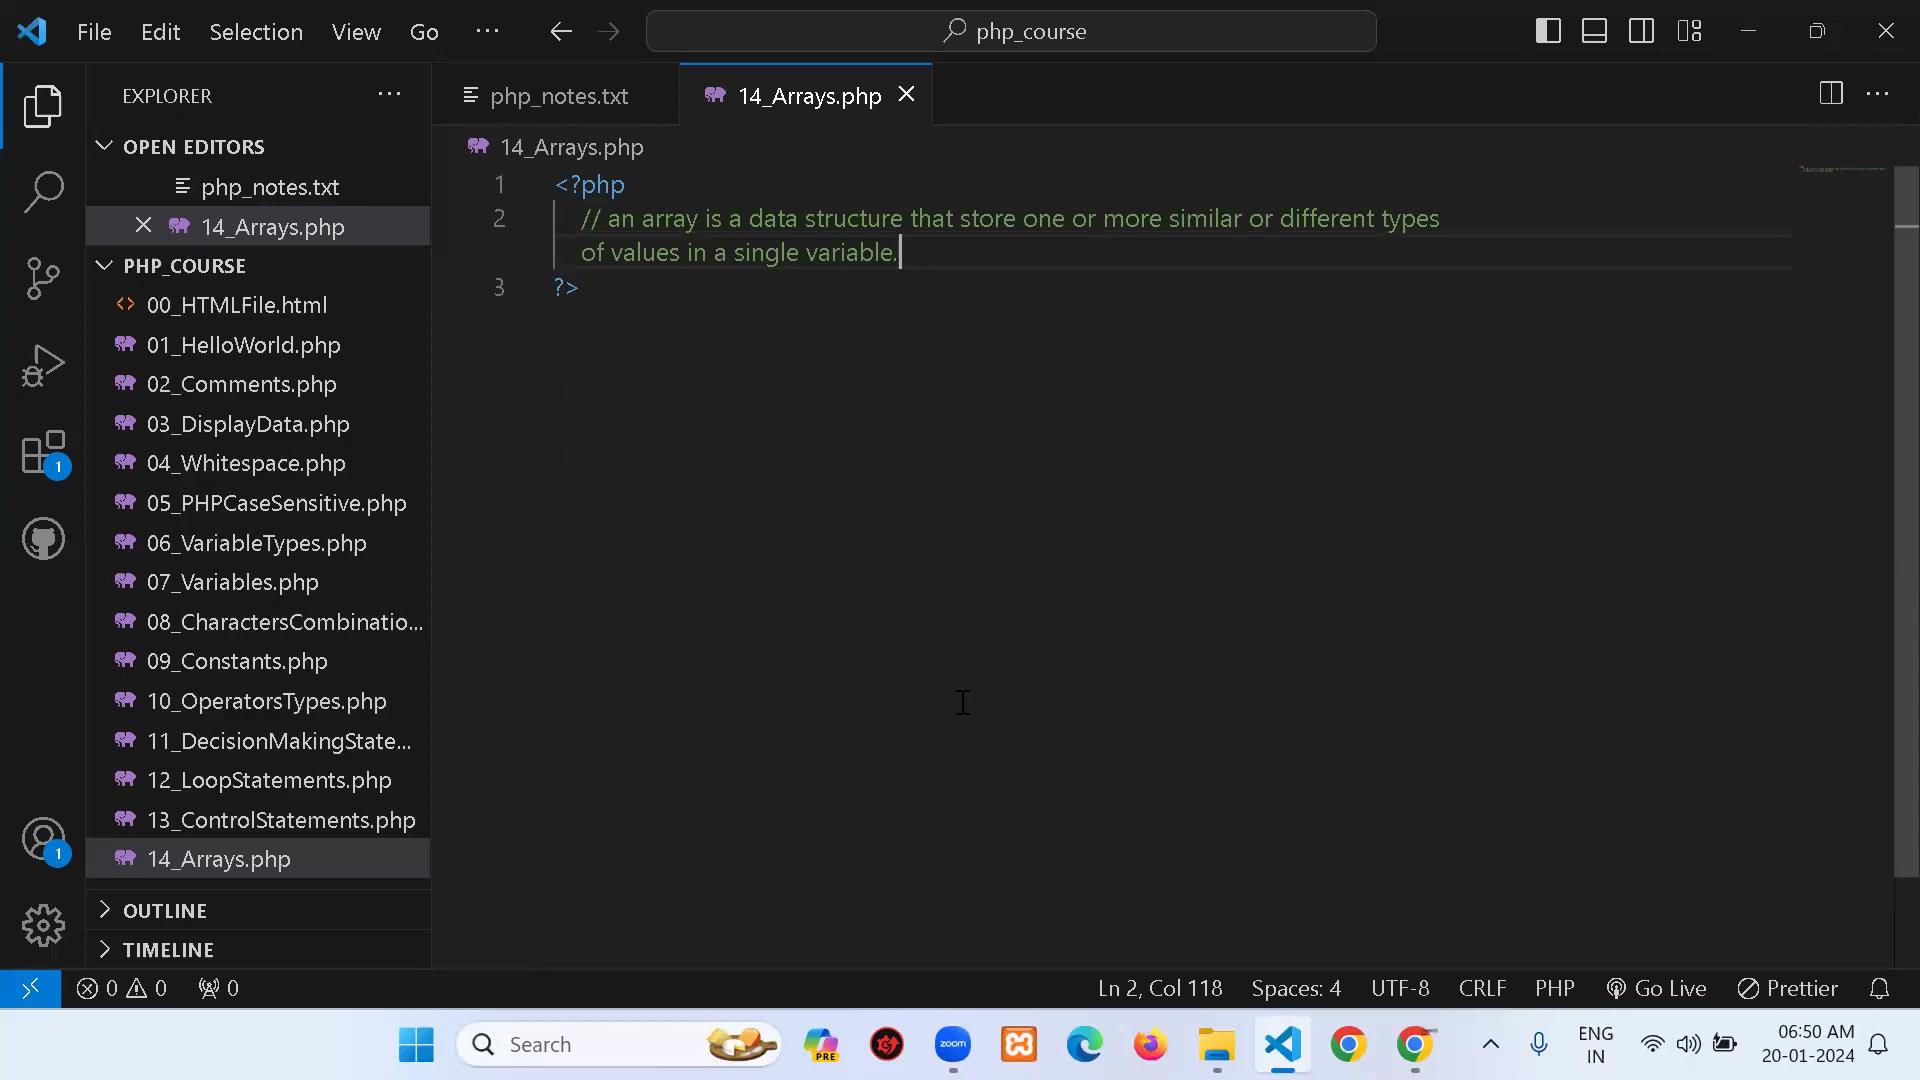 File Edit Selection View Go ··· php_course
EXPLORER ···
OPEN EDITORS
php_notes.txt
14_Arrays.php
PHP_COURSE
00_HTMLFile.html
01_HelloWorld.php
02_Comments.php
03_DisplayData.php
04_Whitespace.php
05_PHPCaseSensitive.php
06_VariableTypes.php
07_Variables.php
08_CharactersCombinatio...
09_Constants.php
10_OperatorsTypes.php
11_DecisionMakingState...
12_LoopStatements.php
13_ControlStatements.php
14_Arrays.php
OUTLINE
TIMELINE
1
1
php_notes.txt 14_Arrays.php
14_Arrays.php
1 <?php
2 // an array is a data structure that store one or more similar or different types
of values in a single variable.
3 ?>
0 0 0 Ln 2, Col 118 Spaces: 4 UTF-8 CRLF PHP Go Live Prettier
Search PRE zoom ENG
IN
06:50 AM
20-01-2024